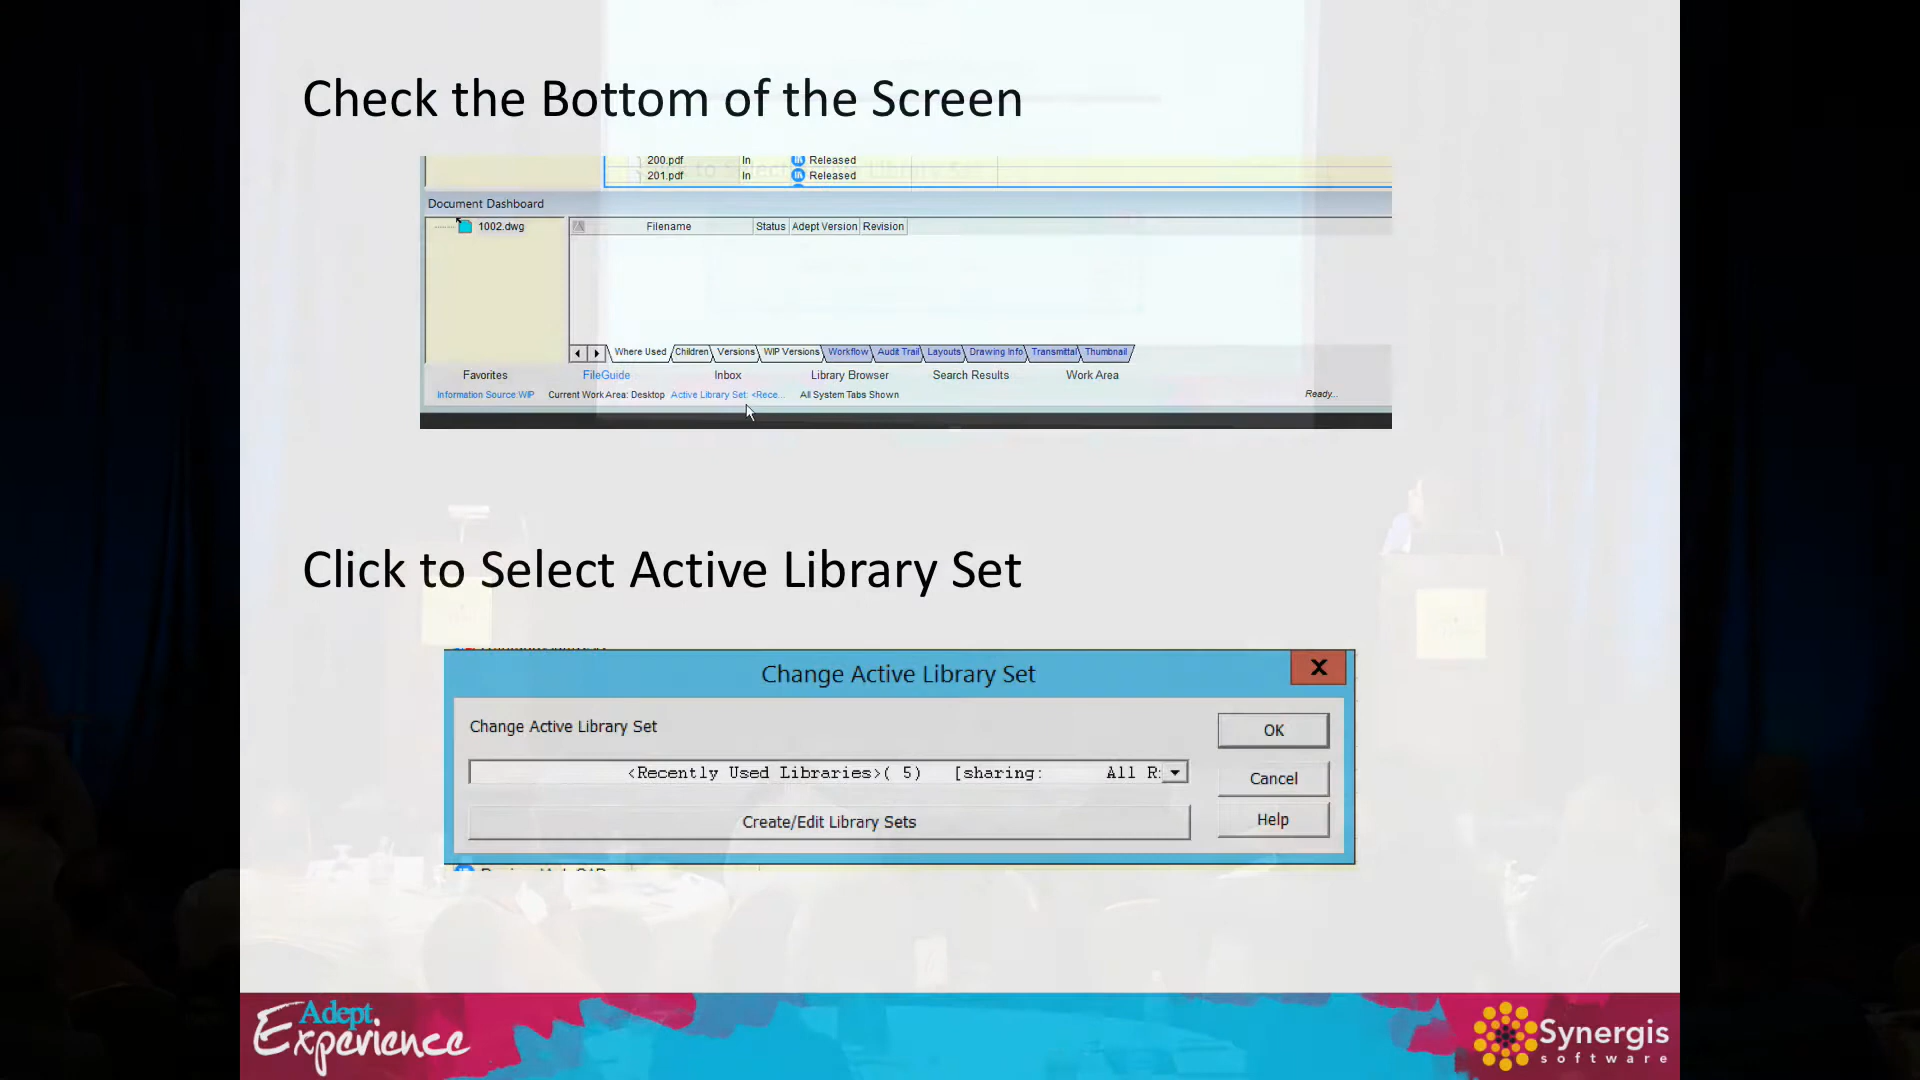 Check the Bottom of the Screen
200.pdf In Released
201.pdf In Released
Document Dashboard
1002.dwg
Filename Status Adept Version Revision
Where Used Children Versions WIP Versions Workflow Audit Trail Layouts Drawing Info Transmittal Thumbnail
Favorites FileGuide Inbox Library Browser Search Results Work Area
Information Source:WIP Current Work Area: Desktop Active Library Set: <Rece... All System Tabs Shown Ready...
Click to Select Active Library Set
Change Active Library Set
X
Change Active Library Set
OK
<Recently Used Libraries>( 5) [sharing: All R:
Cancel
Create/Edit Library Sets
Help
Adept
Experience
Synergis
software